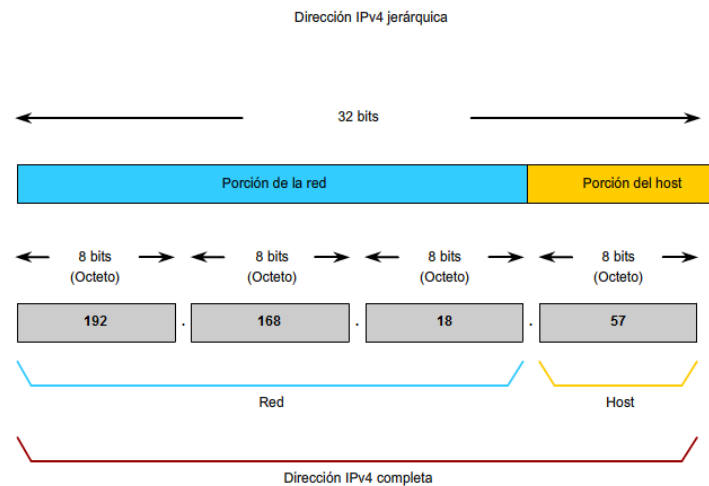 Dirección IPv4 jerárquica
32 bits
Porción de la red Porción del host
8 bits 8 bits 8 bits 8 bits
(Octeto) (Octeto) (Octeto) (Octeto)
192 . 168 . 18 . 57
Red Host
Dirección IPv4 completa